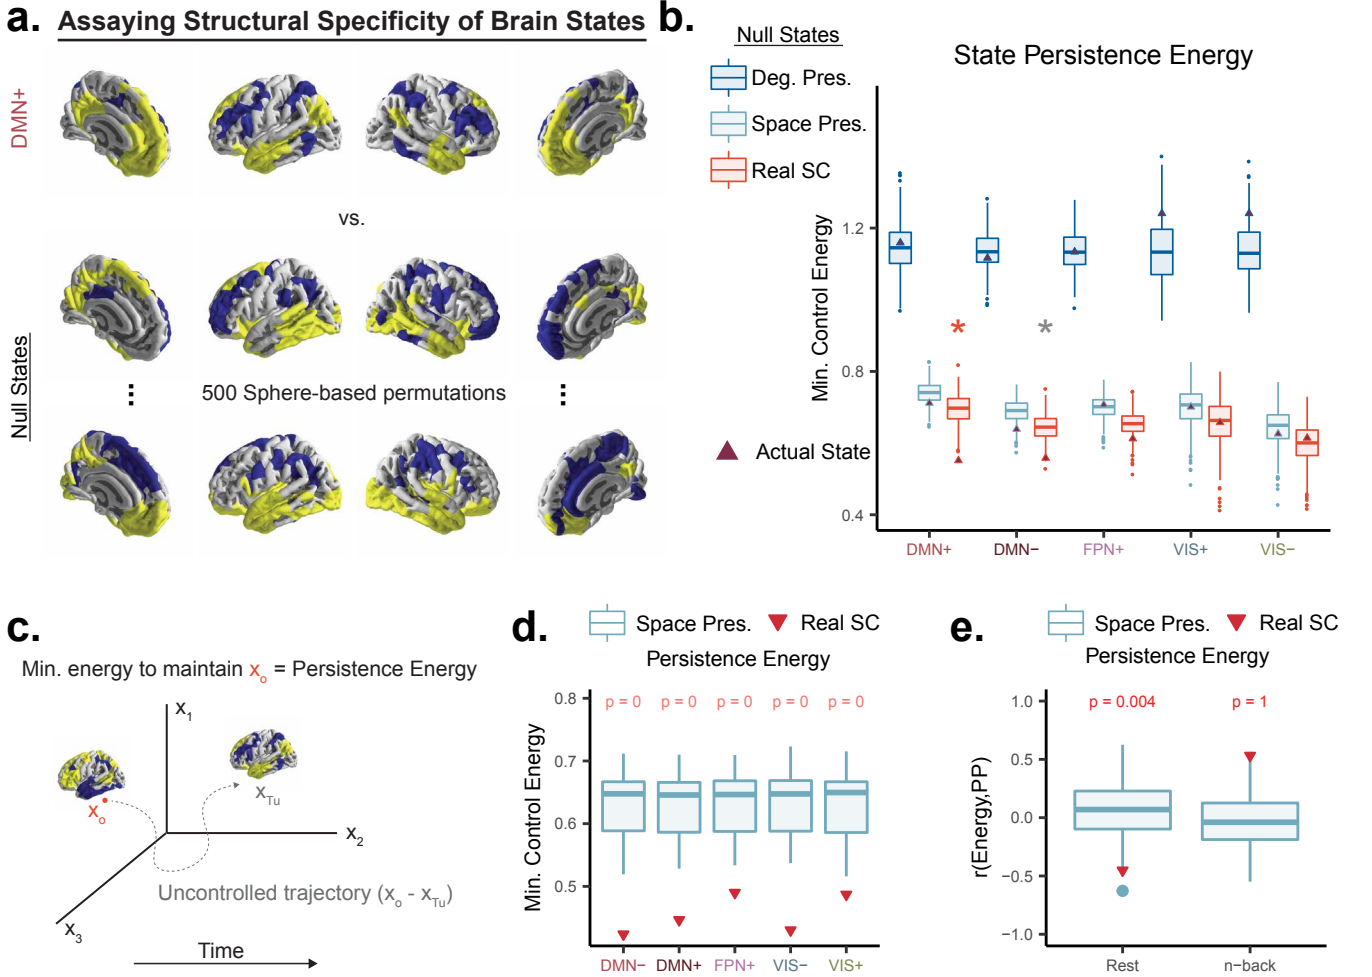 a. Assaying Structural Specificity of Brain States
DMN+
vs.
Null States
500 Sphere-based permutations
b.
Null States
Deg. Pres.
Space Pres.
Real SC
Actual State
State Persistence Energy
Min. Control Energy
1.2
0.8
0.4
*
*
DMN+ DMN− FPN+ VIS+ VIS−
c.
Min. energy to maintain xo = Persistence Energy
x1
xo
xTu
x2
Uncontrolled trajectory (xo - xTu)
x3
Time
d.
Space Pres. Real SC
Persistence Energy
Min. Control Energy
0.8
0.7
0.6
0.5
p = 0 p = 0 p = 0 p = 0 p = 0
DMN− DMN+ FPN+ VIS− VIS+
e.
Space Pres. Real SC
Persistence Energy
r(Energy,PP)
1.0
0.5
0.0
−0.5
−1.0
p = 0.004 p = 1
Rest n−back